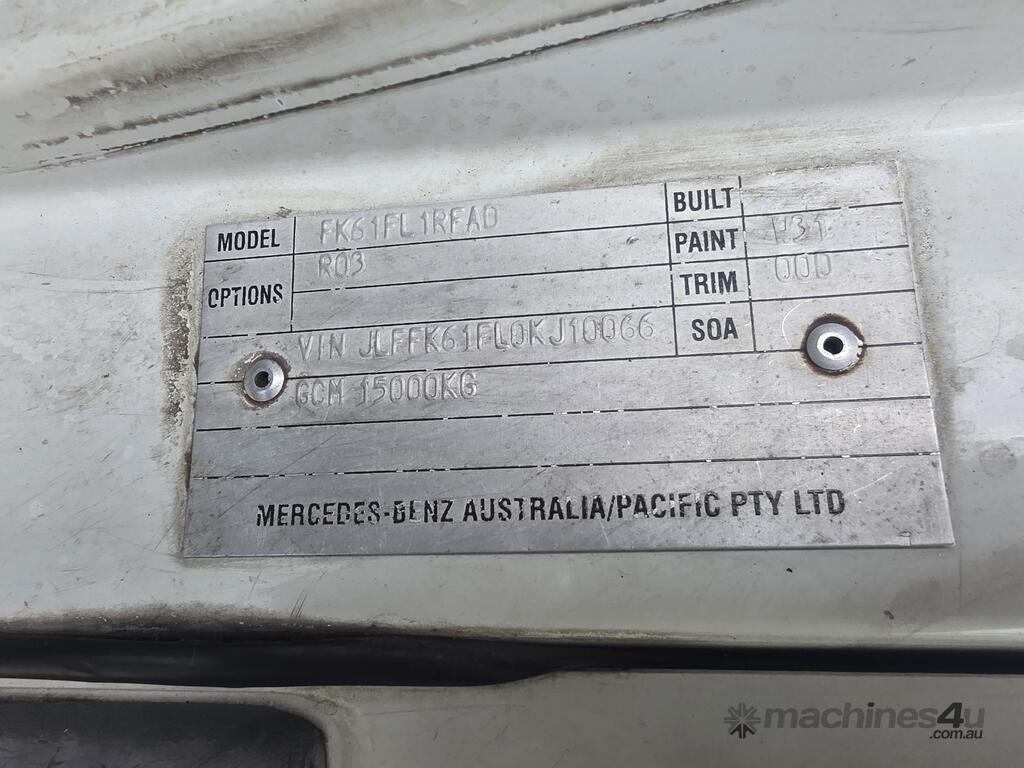 MODEL FK61FL1RFAD BUILT
R03 PAINT W31
OPTIONS TRIM 00D
VIN JLFFK61FL0KJ10066 SOA
GCM 15000KG
MERCEDES-BENZ AUSTRALIA/PACIFIC PTY LTD
machines4u
.com.au